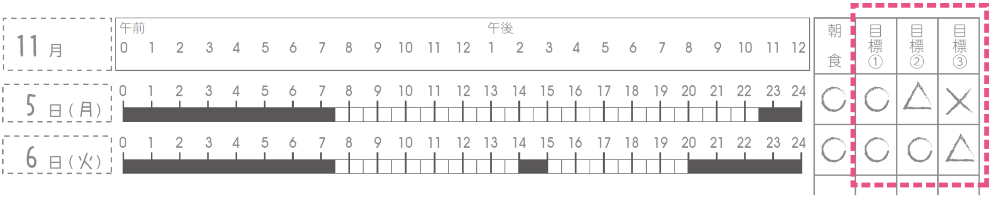 11月
午前 午後
0 1 2 3 4 5 6 7 8 9 10 11 12 1 2 3 4 5 6 7 8 9 10 11 12
朝食 目標① 目標② 目標③
5日(月)
0 1 2 3 4 5 6 7 8 9 10 11 12 13 14 15 16 17 18 19 20 21 22 23 24
○ ○ △ ×
6日(火)
0 1 2 3 4 5 6 7 8 9 10 11 12 13 14 15 16 17 18 19 20 21 22 23 24
○ ○ ○ △